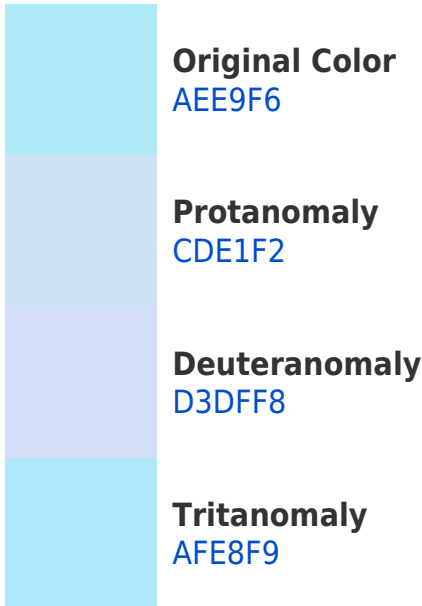 Original Color
AEE9F6
Protanomaly
CDE1F2
Deuteranomaly
D3DFF8
Tritanomaly
AFE8F9